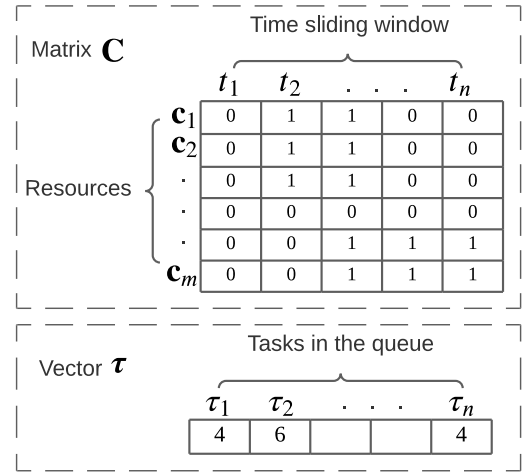 Time sliding window
Matrix C
t1 t2 . . . tn
c1 0 1 1 0 0
c2 0 1 1 0 0
. 0 1 1 0 0
Resources
. 0 0 0 0 0
. 0 0 1 1 1
cm 0 0 1 1 1
Tasks in the queue
Vector τ
τ1 τ2 . . . τn
4 6 4